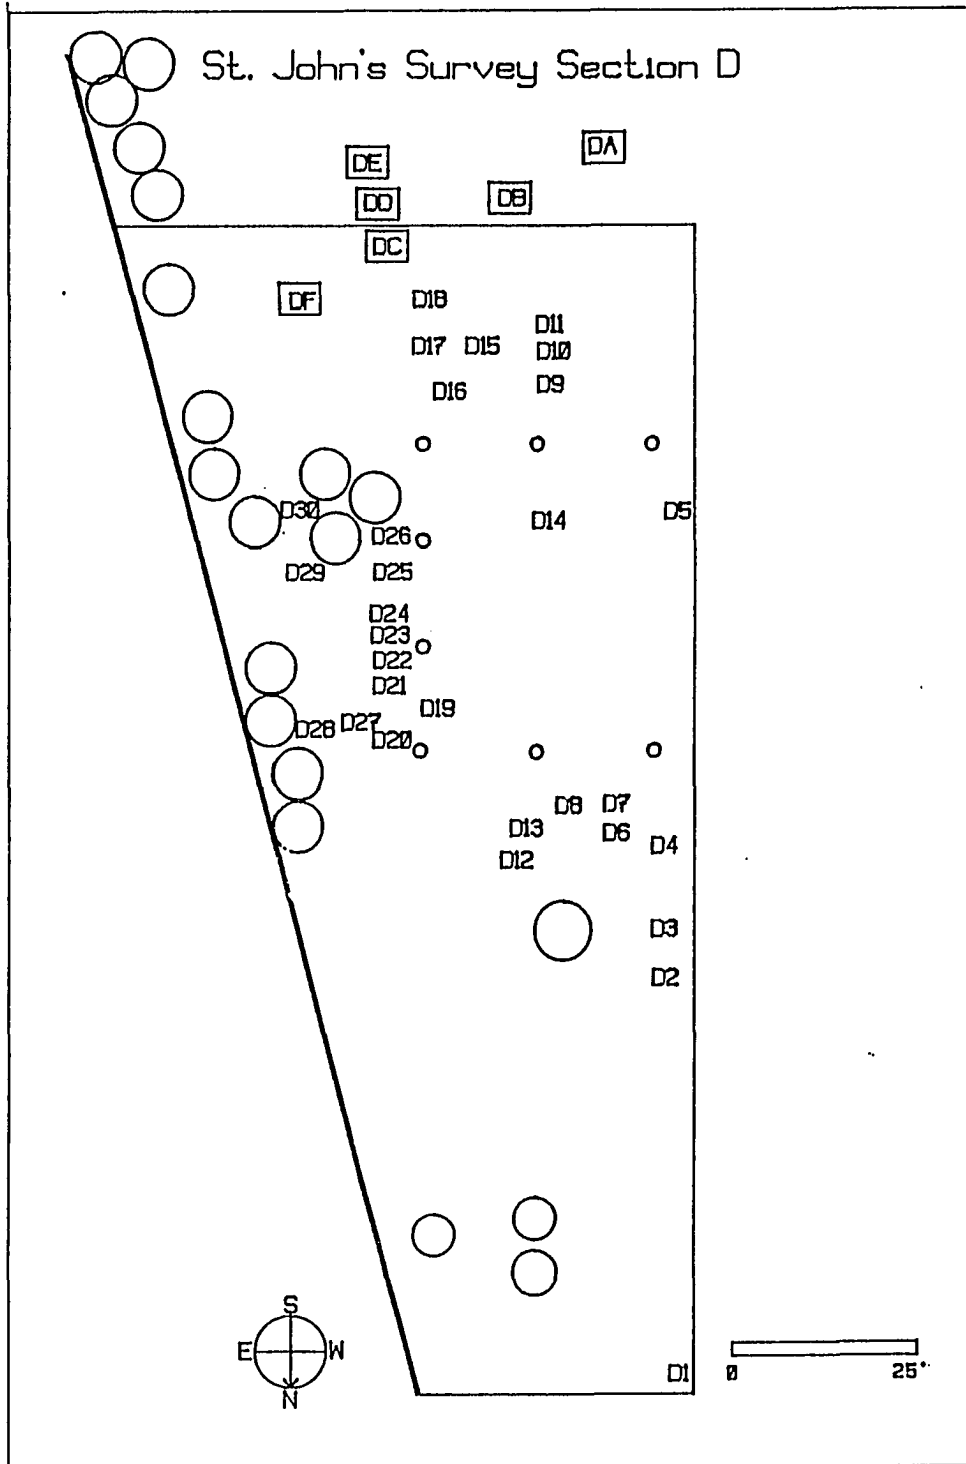 St. John's Survey Section D
DA
DE
DD DB
DC
DF D18
D11
D17 D15 D10
D16 D9
D30 D14 D5
D26
D29 D25
D24
D23
D22
D21
D19
D28 D27
D20
D8 D7
D13 D6
D4
D12
D3
D2
S
E W
N
D1
0 25'